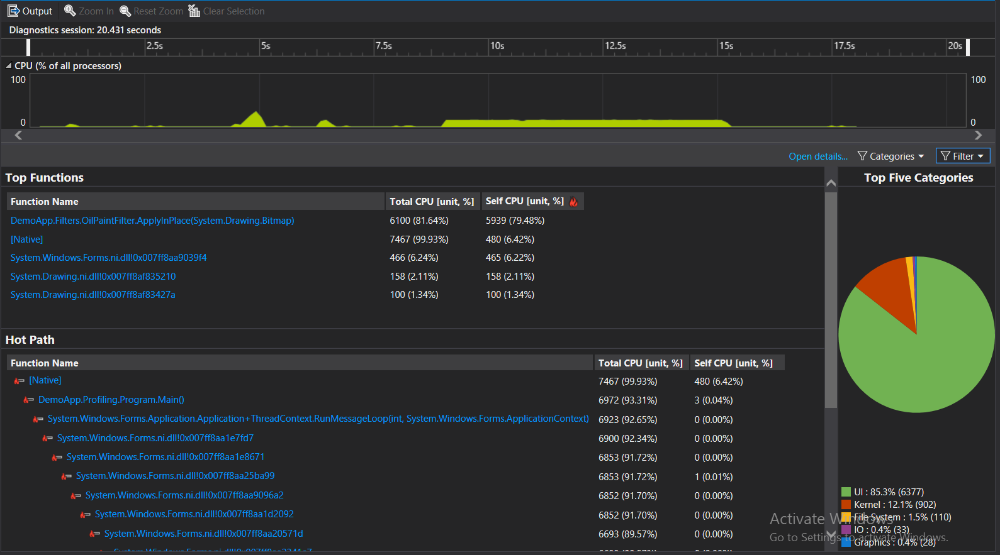 Output Zoom In Reset Zoom Clear Selection
Diagnostics session: 20.431 seconds
2.5s 5s 7.5s 10s 12.5s 15s 17.5s 20s
CPU (% of all processors)
100 100
0 0
Open details... Categories Filter
Top Functions
Function Name Total CPU [unit, %] Self CPU [unit, %]
DemoApp.Filters.OilPaintFilter.ApplyInPlace(System.Drawing.Bitmap) 6100 (81.64%) 5939 (79.48%)
[Native] 7467 (99.93%) 480 (6.42%)
System.Windows.Forms.ni.dll!0x007ff8aa9039f4 466 (6.24%) 465 (6.22%)
System.Drawing.ni.dll!0x007ff8af835210 158 (2.11%) 158 (2.11%)
System.Drawing.ni.dll!0x007ff8af83427a 100 (1.34%) 100 (1.34%)
Hot Path
Function Name Total CPU [unit, %] Self CPU [unit, %]
[Native] 7467 (99.93%) 480 (6.42%)
DemoApp.Profiling.Program.Main() 6972 (93.31%) 3 (0.04%)
System.Windows.Forms.Application.Application+ThreadContext.RunMessageLoop(int, System.Windows.Forms.ApplicationContext) 6923 (92.65%) 0 (0.00%)
System.Windows.Forms.ni.dll!0x007ff8aa1e7fd7 6900 (92.34%) 0 (0.00%)
System.Windows.Forms.ni.dll!0x007ff8aa1e8671 6853 (91.72%) 0 (0.00%)
System.Windows.Forms.ni.dll!0x007ff8aa25ba99 6853 (91.72%) 1 (0.01%)
System.Windows.Forms.ni.dll!0x007ff8aa9096a2 6852 (91.70%) 0 (0.00%)
System.Windows.Forms.ni.dll!0x007ff8aa1d2092 6852 (91.70%) 0 (0.00%)
System.Windows.Forms.ni.dll!0x007ff8aa20571d 6693 (89.57%) 0 (0.00%)
Top Five Categories
UI : 85.3% (6377)
Kernel : 12.1% (902)
File System : 1.5% (110)
IO : 0.4% (33)
Graphics : 0.4% (28)
Activate Windows
Go to Settings to activate Windows.